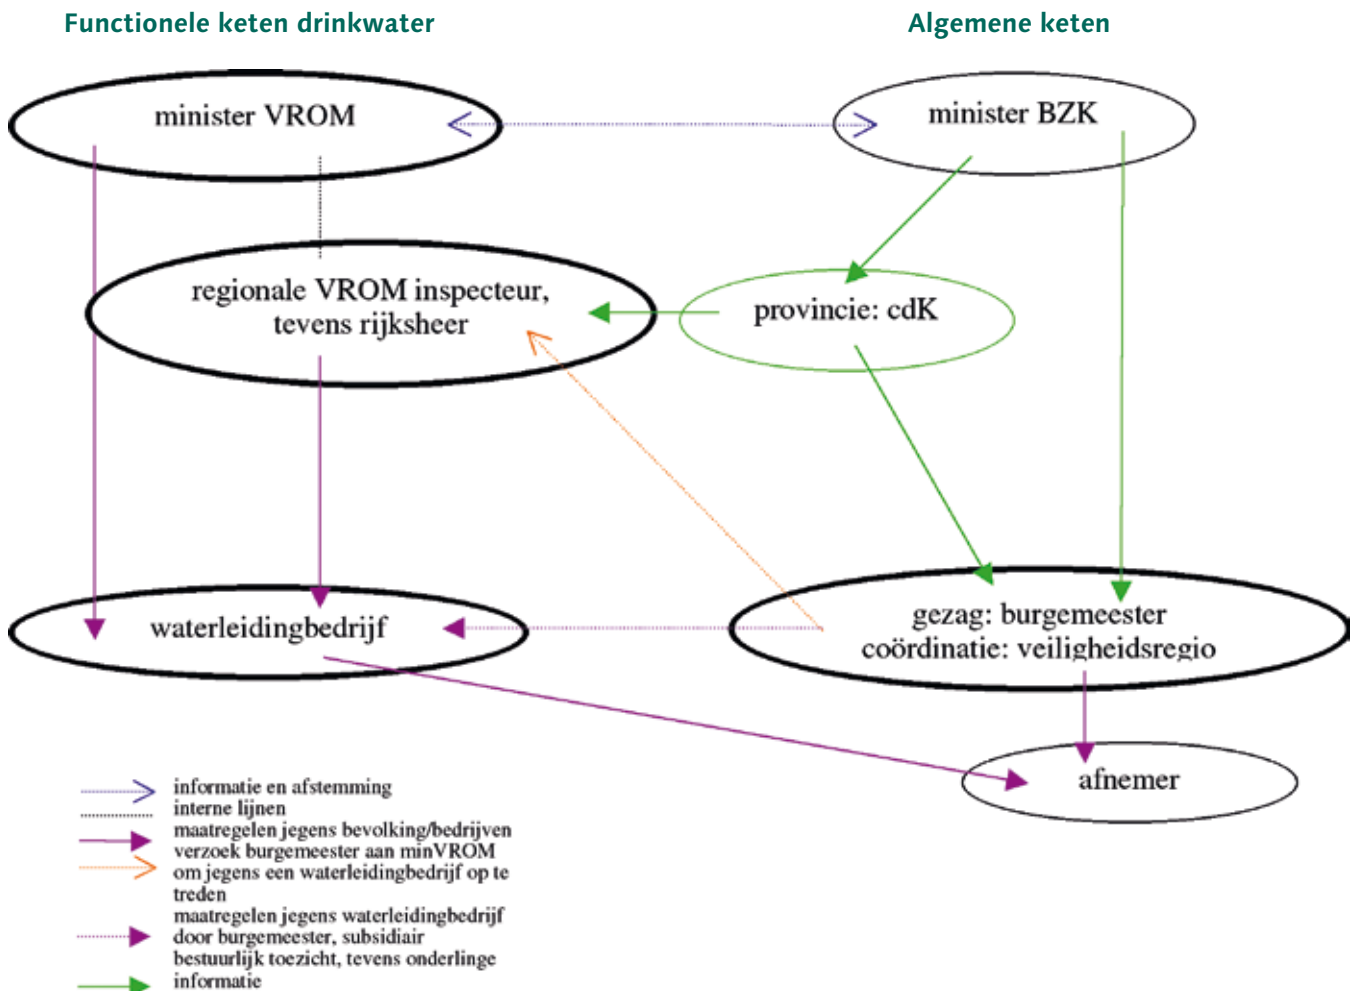 Functionele keten drinkwater
Algemene keten
minister VROM
minister BZK
regionale VROM inspecteur,
tevens rijksheer
provincie: cdK
waterleidingbedrijf
gezag: burgemeester
coördinatie: veiligheidsregio
afnemer
informatie en afstemming
interne lijnen
maatregelen jegens bevolking/bedrijven
verzoek burgemeester aan minVROM
om jegens een waterleidingbedrijf op te
treden
maatregelen jegens waterleidingbedrijf
door burgemeester, subsidiair
bestuurlijk toezicht, tevens onderlinge
informatie